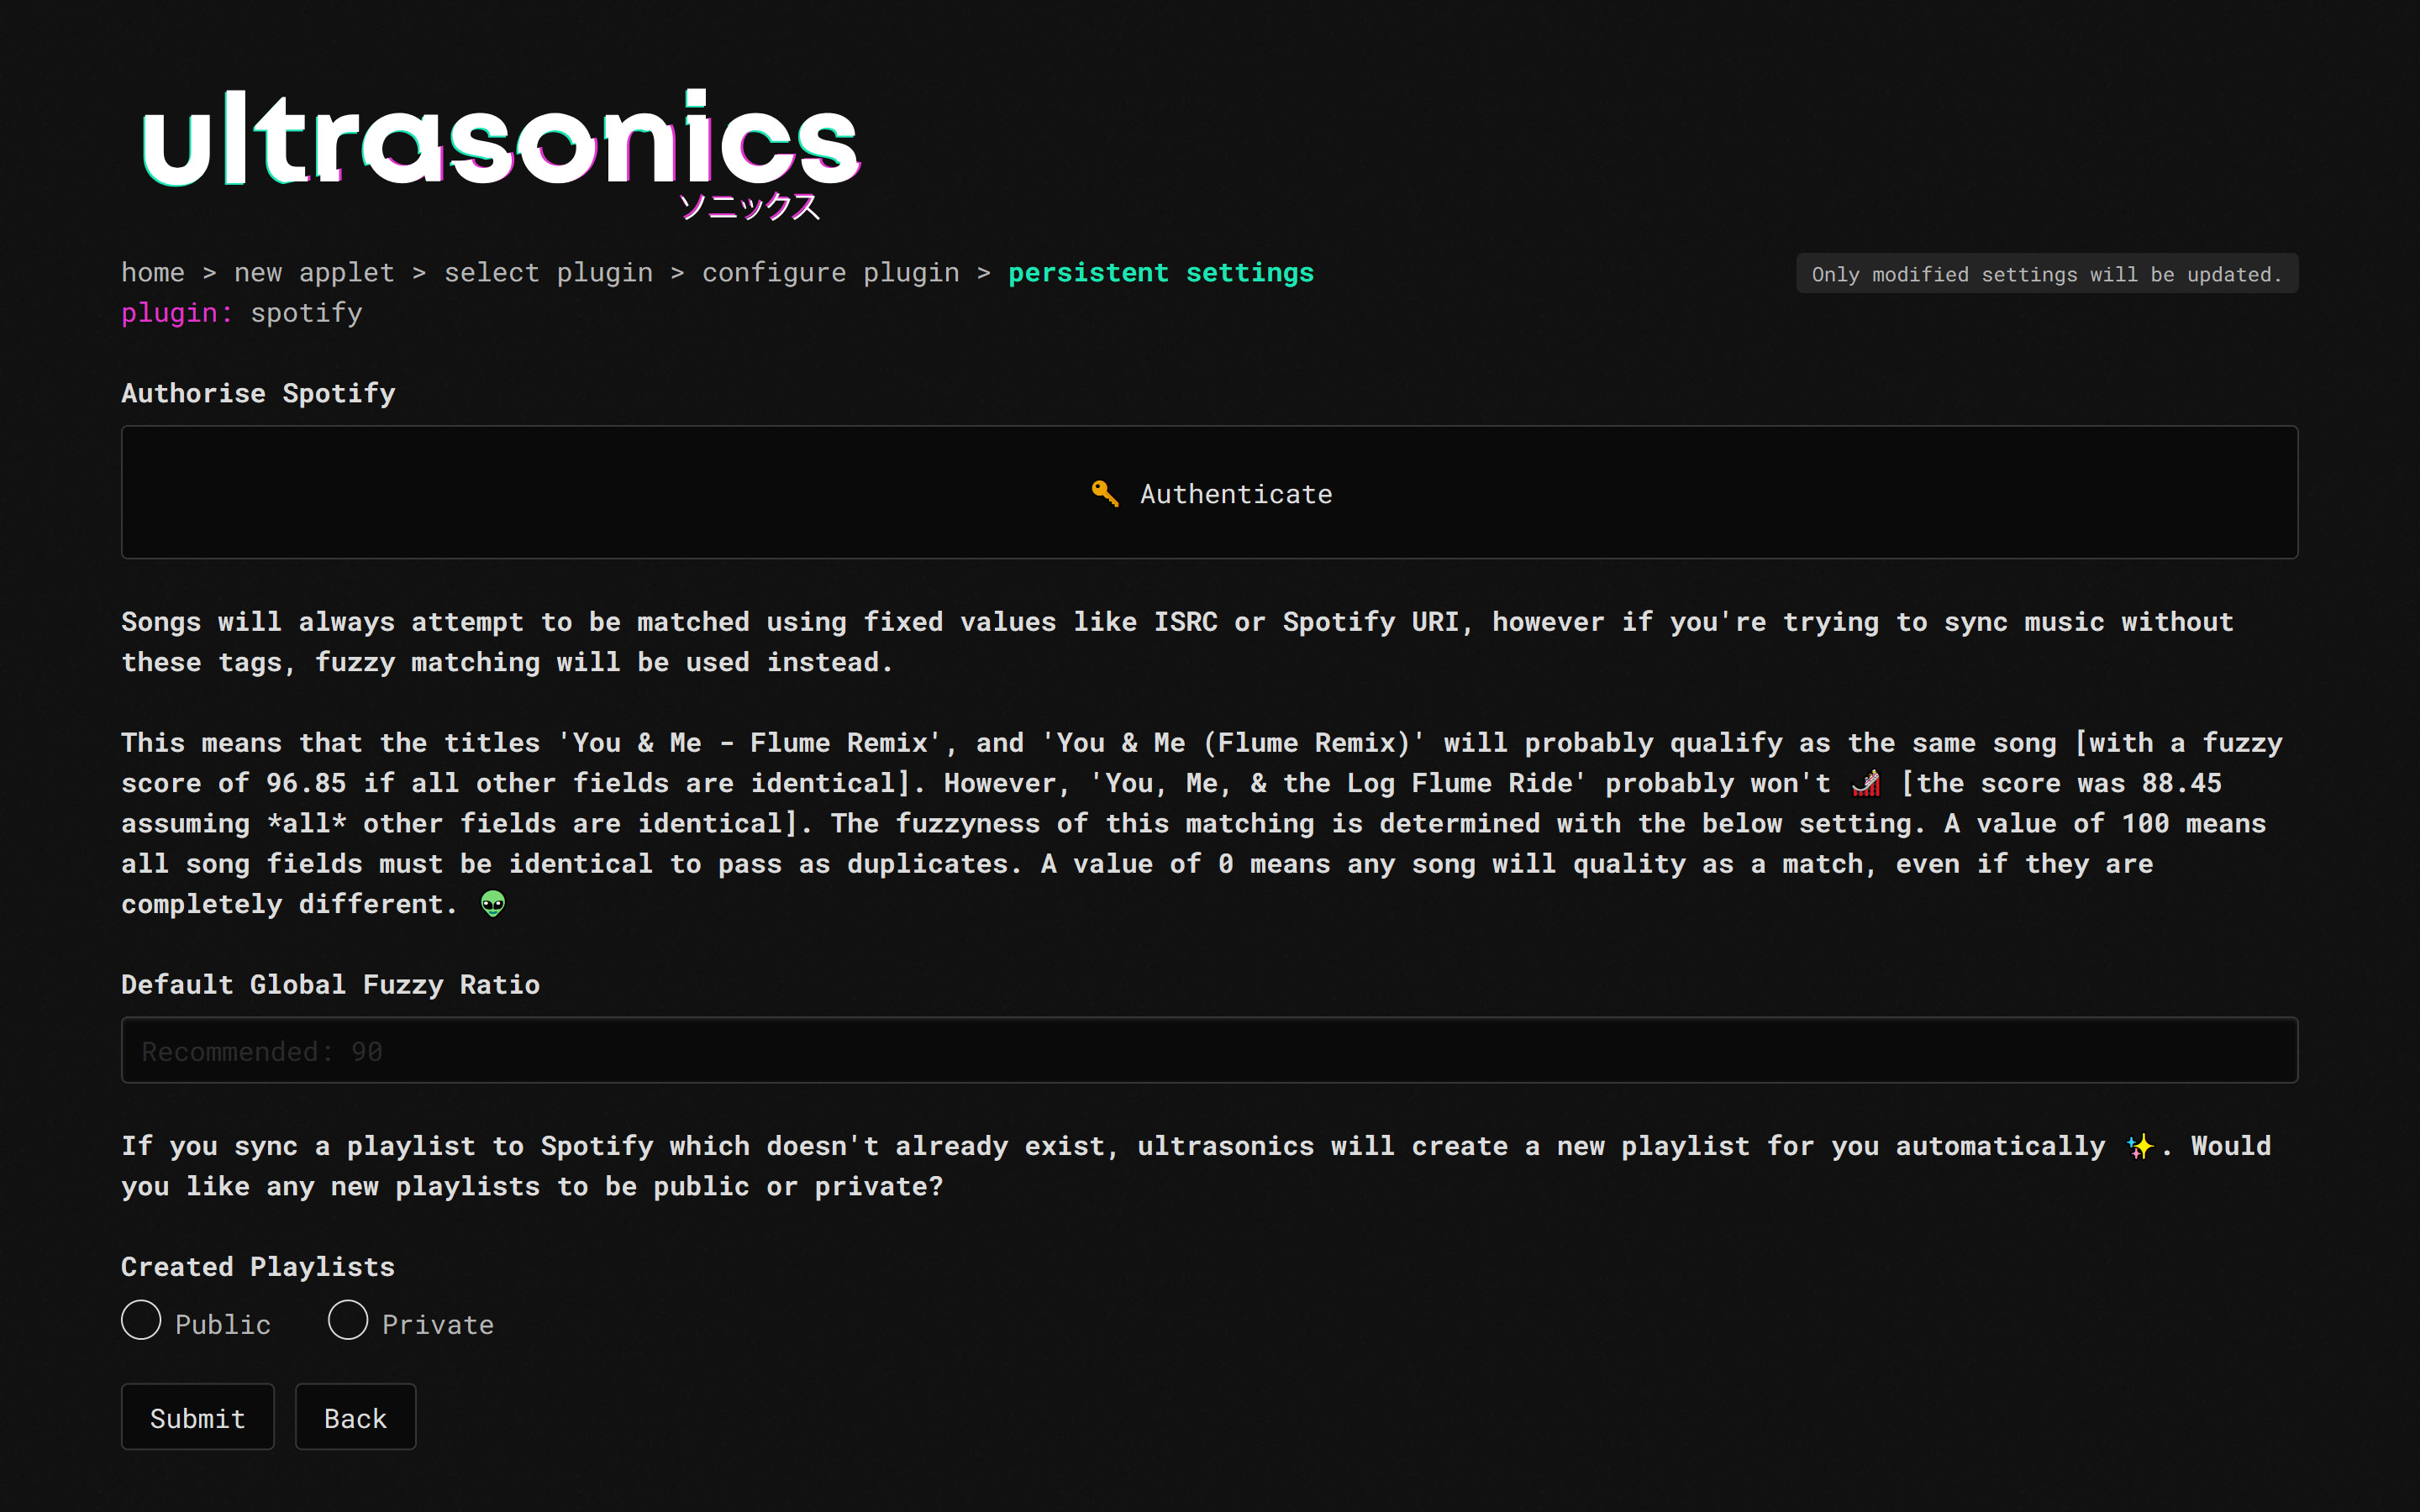 ultrasonics
ソニックス
home > new applet > select plugin > configure plugin > persistent settings
Only modified settings will be updated.
plugin: spotify
Authorise Spotify
🔑 Authenticate
Songs will always attempt to be matched using fixed values like ISRC or Spotify URI, however if you're trying to sync music without
these tags, fuzzy matching will be used instead.
This means that the titles 'You & Me - Flume Remix', and 'You & Me (Flume Remix)' will probably qualify as the same song [with a fuzzy
score of 96.85 if all other fields are identical]. However, 'You, Me, & the Log Flume Ride' probably won't 🎢 [the score was 88.45
assuming *all* other fields are identical]. The fuzzyness of this matching is determined with the below setting. A value of 100 means
all song fields must be identical to pass as duplicates. A value of 0 means any song will quality as a match, even if they are
completely different. 👽
Default Global Fuzzy Ratio
Recommended: 90
If you sync a playlist to Spotify which doesn't already exist, ultrasonics will create a new playlist for you automatically ✨. Would
you like any new playlists to be public or private?
Created Playlists
Public Private
Submit Back